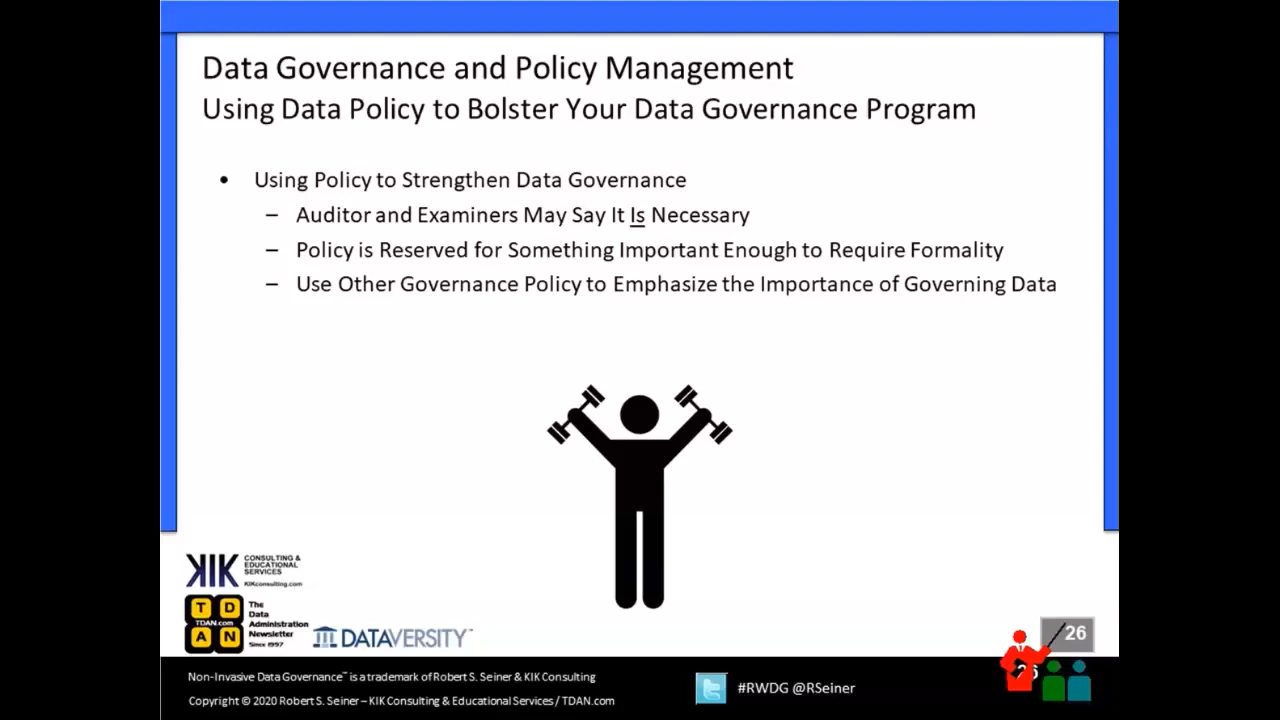 Data Governance and Policy Management
Using Data Policy to Bolster Your Data Governance Program
• Using Policy to Strengthen Data Governance
– Auditor and Examiners May Say It Is Necessary
– Policy is Reserved for Something Important Enough to Require Formality
– Use Other Governance Policy to Emphasize the Importance of Governing Data
KIK CONSULTING &
EDUCATIONAL
SERVICES
KIKconsulting.com
T D
TDAN.com
A N
The
Data
Administration
Newsletter
Since 1997
DATAVERSITY™
26
26
Non-Invasive Data Governance™ is a trademark of Robert S. Seiner & KIK Consulting
#RWDG @RSeiner
Copyright © 2020 Robert S. Seiner – KIK Consulting & Educational Services / TDAN.com